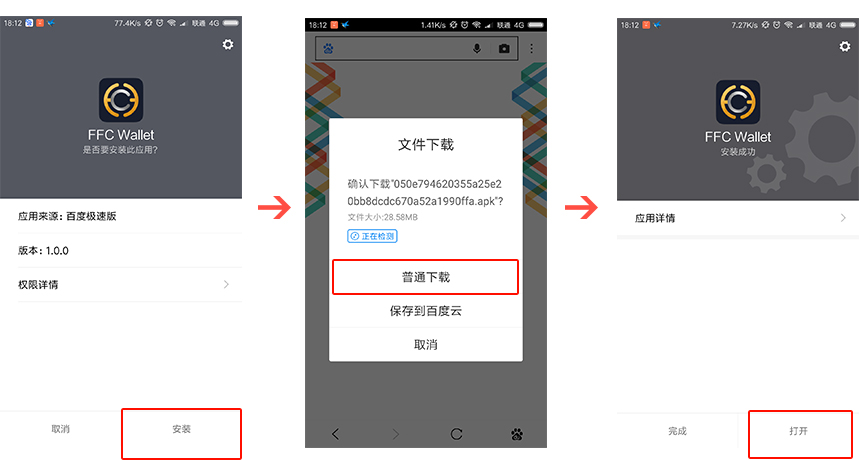 18:12 77.4K/s 联通 4G
FFC Wallet
是否要安装此应用?
应用来源: 百度极速版
版本: 1.0.0
权限详情
取消
安装
18:12 1.41K/s 联通 4G
文件下载
确认下载"050e794620355a25e2
0bb8dcdc670a52a1990ffa.apk"?
文件大小:28.58MB
正在检测
普通下载
保存到百度云
取消
18:12 7.27K/s 联通 4G
FFC Wallet
安装成功
应用详情
完成
打开